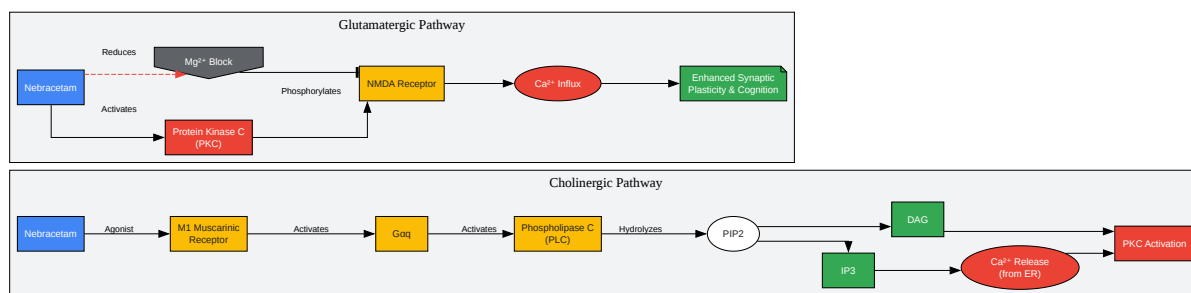 Glutamatergic Pathway
Reduces
Mg²⁺ Block
Nebracetam
NMDA Receptor
Ca²⁺ Influx
Enhanced Synaptic
Plasticity & Cognition
Phosphorylates
Activates
Protein Kinase C
(PKC)
Cholinergic Pathway
Nebracetam
Agonist
M1 Muscarinic
Receptor
Activates
Gαq
Activates
Phospholipase C
(PLC)
Hydrolyzes
PIP2
DAG
IP3
Ca²⁺ Release
(from ER)
PKC Activation